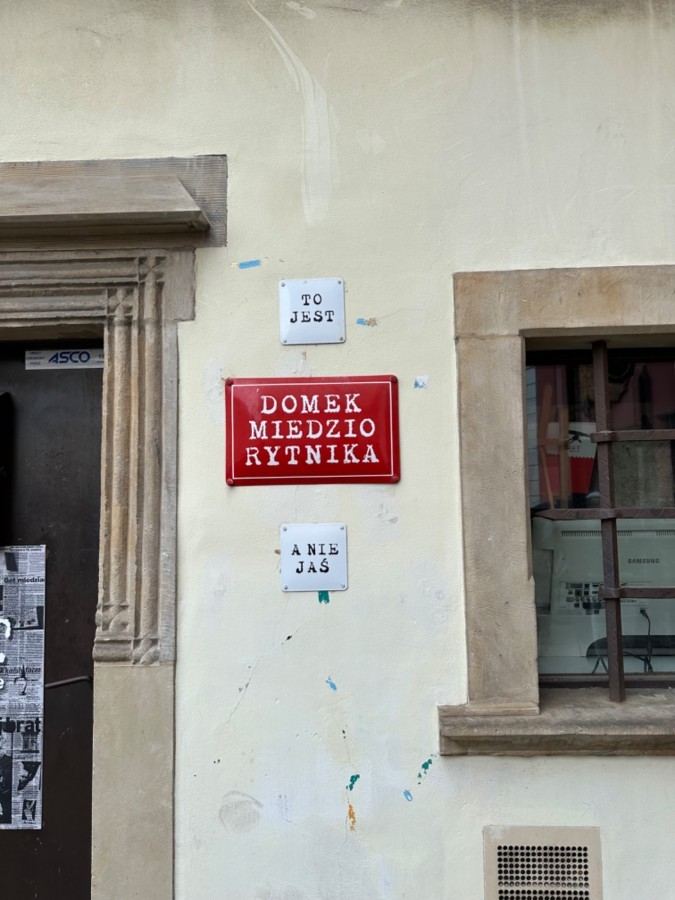 TO
JEST
DOMEK
MIEDZIO
RYTNIKA
A NIE
JAŚ
ASCO
SAMSUNG